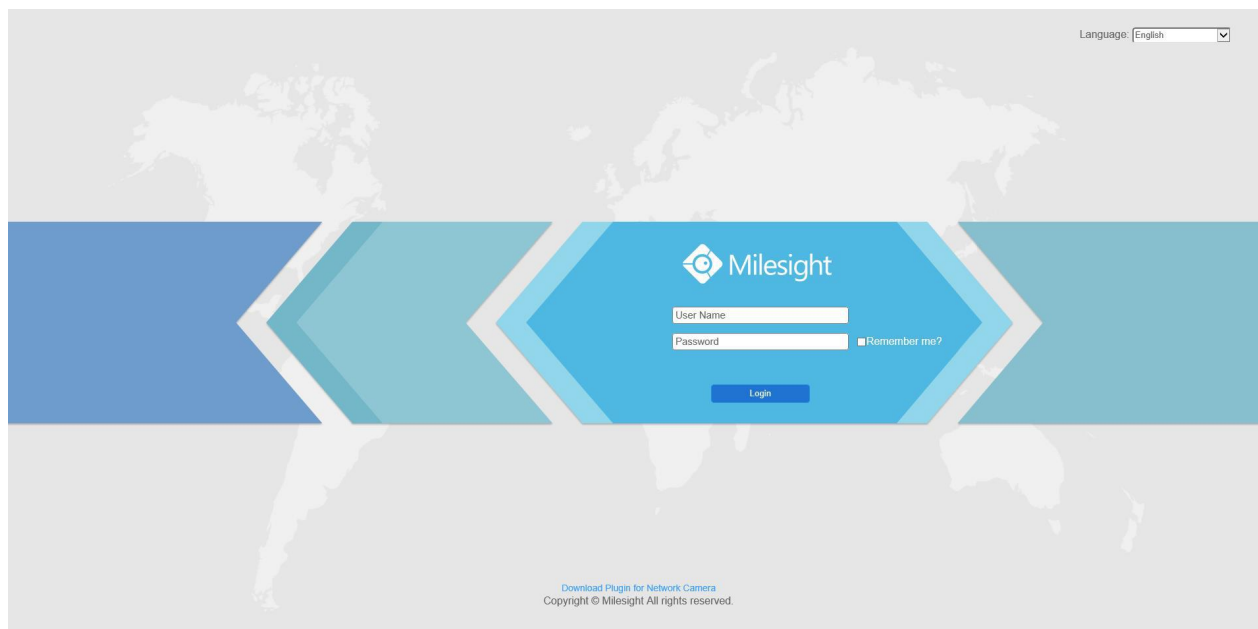 Language: English
Milesight
User Name
Password
Remember me?
Login
Download Plugin for Network Camera
Copyright © Milesight All rights reserved.